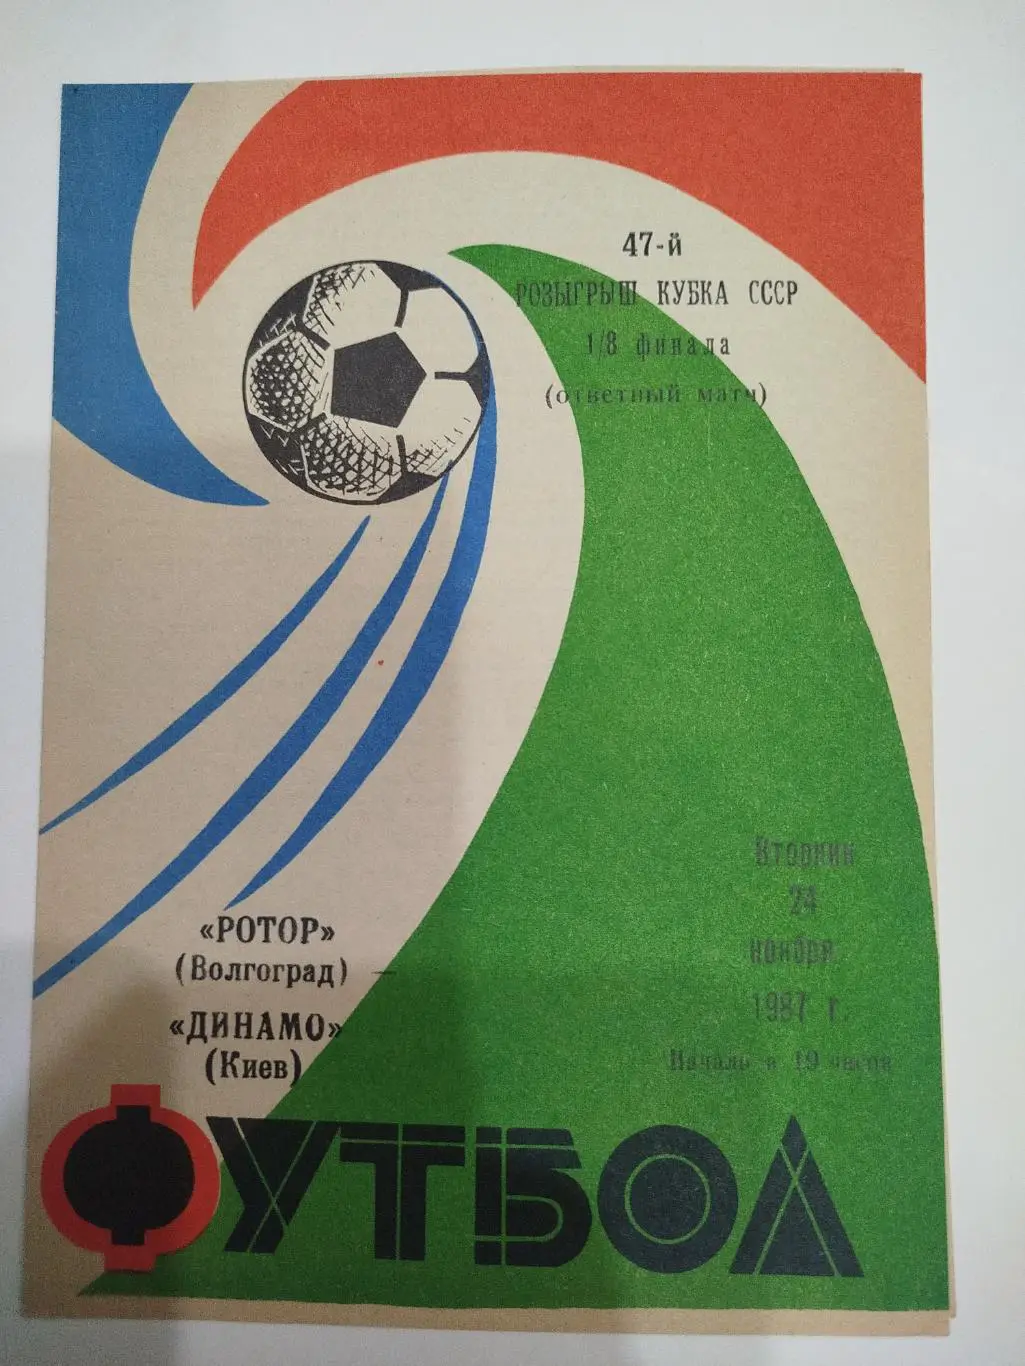 47-й
РОЗЫГРЫШ КУБКА СССР
1/8 финала
(ответный матч)
Вторник
24
ноября
1987 г.
Начало в 19 часов
«РОТОР»
(Волгоград) —
«ДИНАМО»
(Киев)
ФУТБОЛ